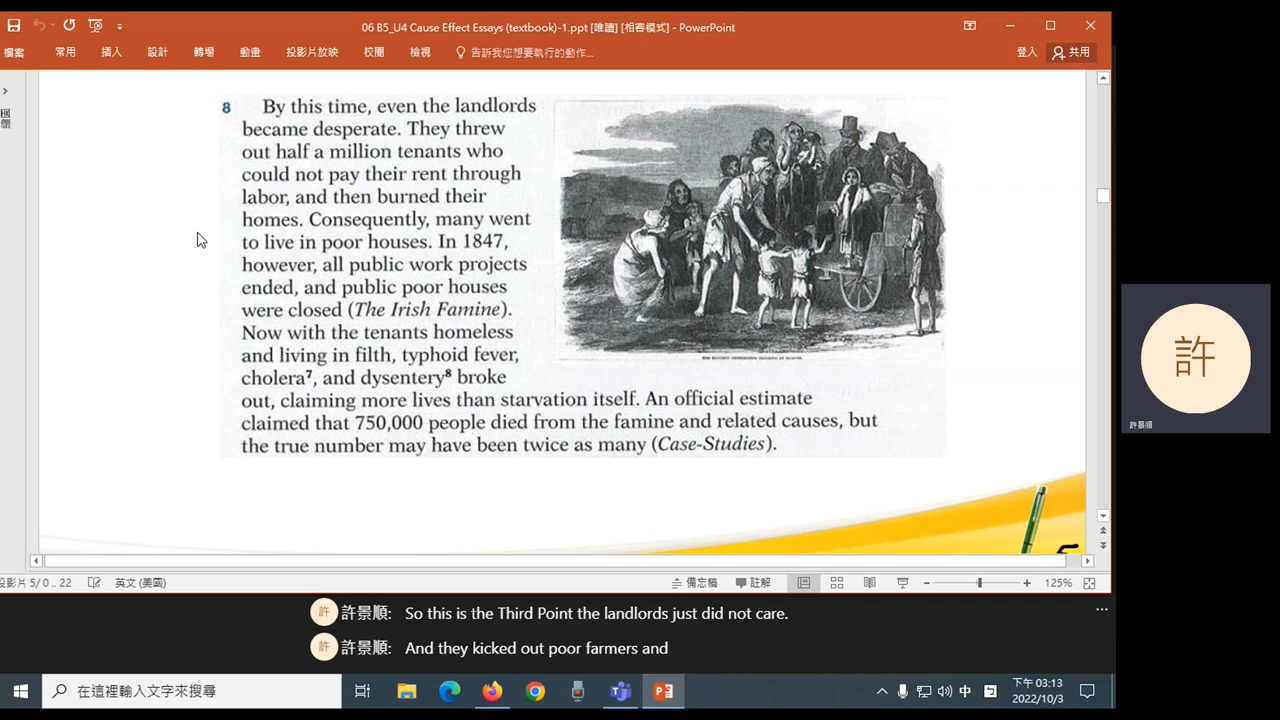 06 B5_U4 Cause Effect Essays (textbook)-1.ppt [唯讀] [相容模式] - PowerPoint
檔案 常用 插入 設計 轉場 動畫 投影片放映 校閱 檢視 告訴我您想要執行的動作... 登入 共用
8 By this time, even the landlords
became desperate. They threw
out half a million tenants who
could not pay their rent through
labor, and then burned their
homes. Consequently, many went
to live in poor houses. In 1847,
however, all public work projects
ended, and public poor houses
were closed (The Irish Famine).
Now with the tenants homeless
and living in filth, typhoid fever,
cholera⁷, and dysentery⁸ broke
out, claiming more lives than starvation itself. An official estimate
claimed that 750,000 people died from the famine and related causes, but
the true number may have been twice as many (Case-Studies).
許
許景順
投影片 5/ 0 .. 22 英文 (美國) 備忘稿 註解 125%
許 許景順: So this is the Third Point the landlords just did not care.
許 許景順: And they kicked out poor farmers and
在這裡輸入文字來搜尋
中
下午 03:13
2022/10/3